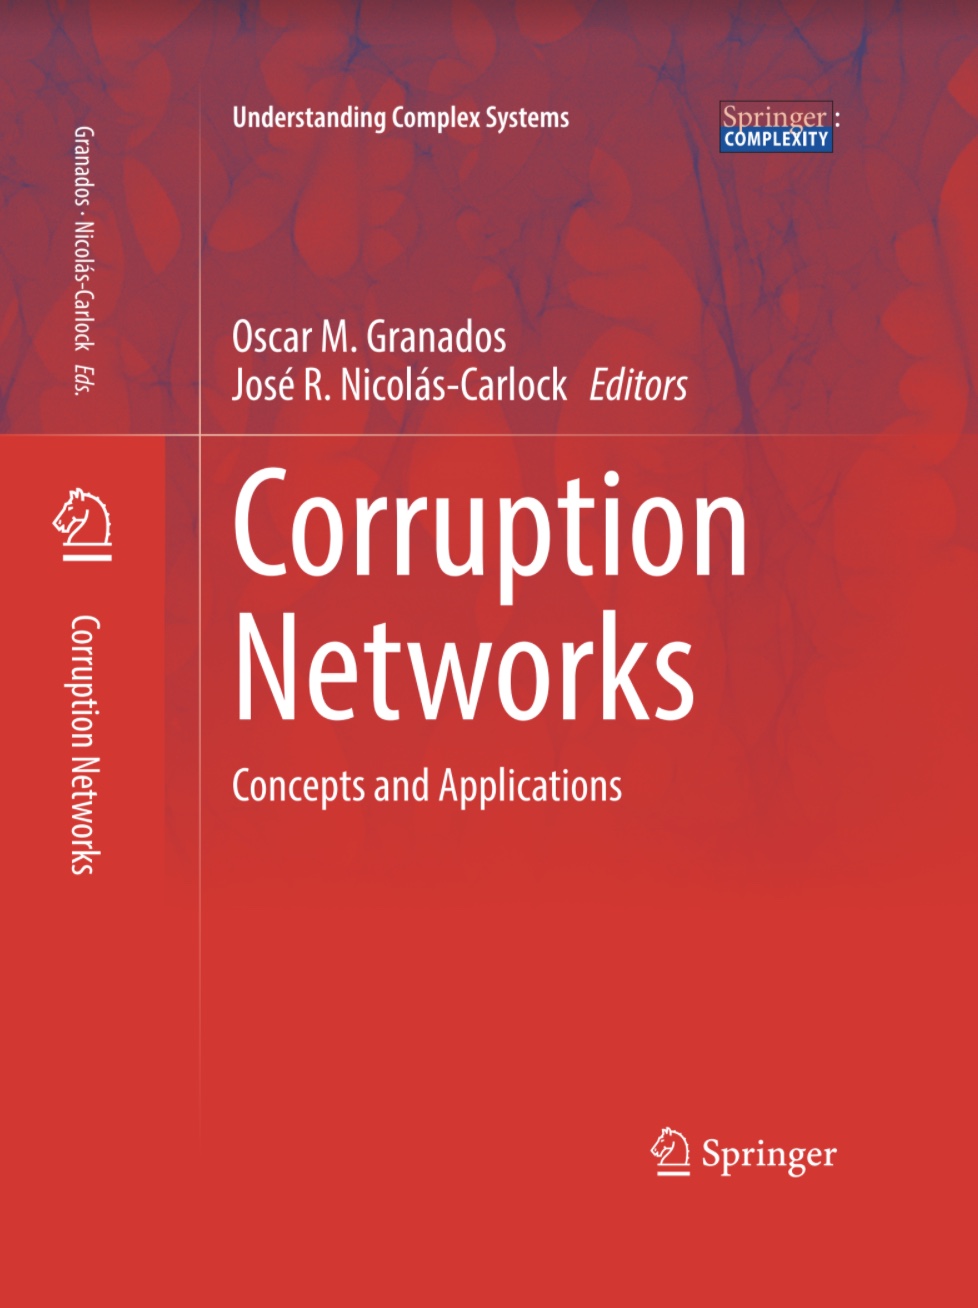 Granados · Nicolás-Carlock Eds.
Corruption Networks
Understanding Complex Systems
Springer :
COMPLEXITY
Oscar M. Granados
José R. Nicolás-Carlock Editors
Corruption
Networks
Concepts and Applications
Springer